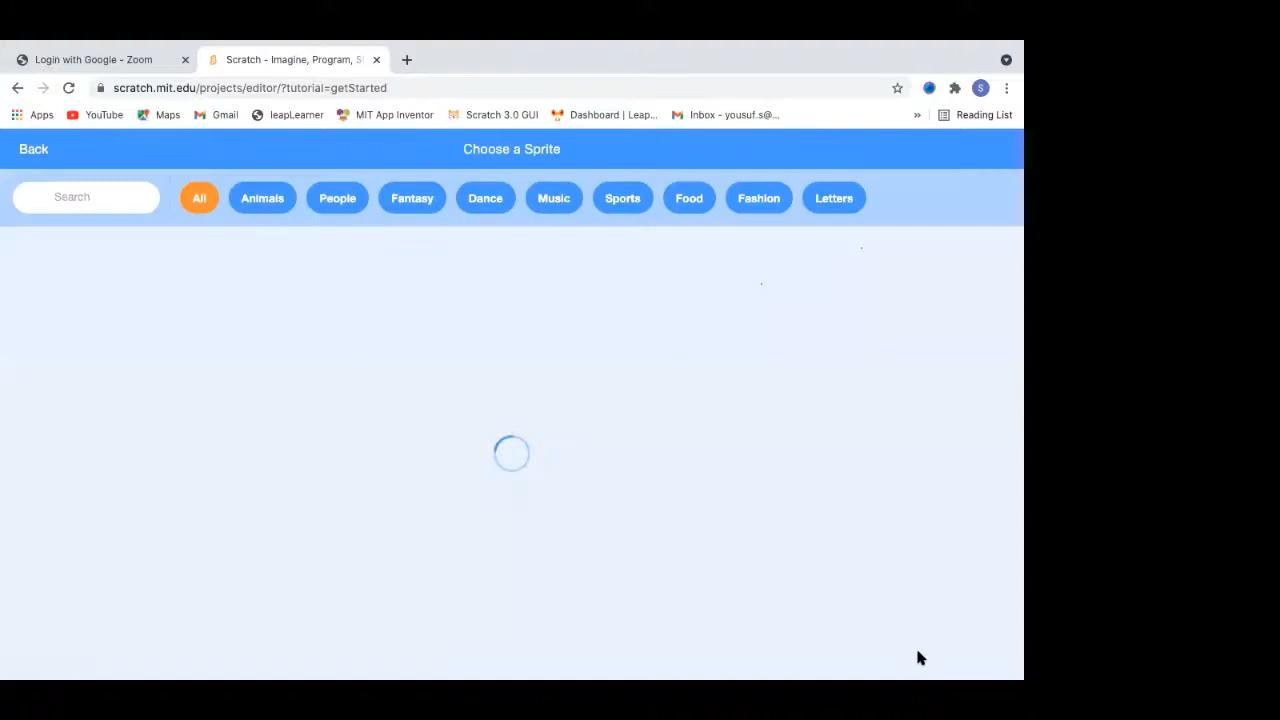 Login with Google - Zoom
Scratch - Imagine, Program, S
scratch.mit.edu/projects/editor/?tutorial=getStarted
S
Apps YouTube Maps Gmail leapLearner MIT App Inventor Scratch 3.0 GUI Dashboard | Leap... Inbox - yousuf.s@... » Reading List
Back Choose a Sprite
Search All Animals People Fantasy Dance Music Sports Food Fashion Letters